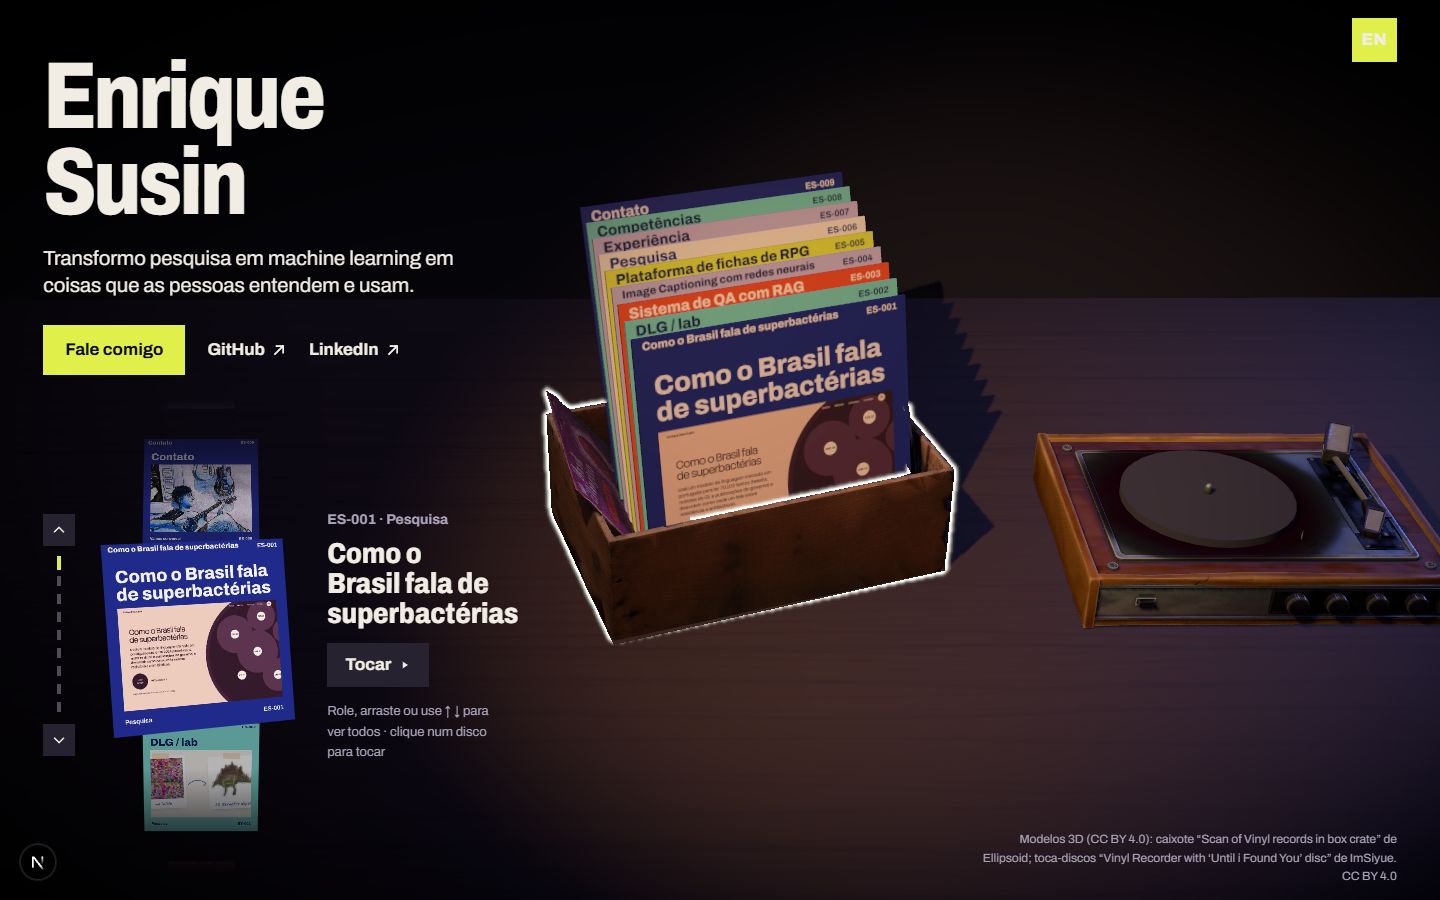 EN
Enrique
Susin
Transformo pesquisa em machine learning em
coisas que as pessoas entendem e usam.
Fale comigo
GitHub
LinkedIn
Contato
ES-009
Competências
ES-008
Experiência
ES-007
Pesquisa
ES-006
Plataforma de fichas de RPG
ES-005
Image Captioning com redes neurais
ES-004
Sistema de QA com RAG
ES-003
DLG / lab
ES-002
Como o Brasil fala de superbactérias
ES-001
Como o Brasil fala
de superbactérias
Como o Brasil fala
de superbactérias
Contato
ES-009
Contato
Como o Brasil fala de superbactérias
ES-001
Como o Brasil fala
de superbactérias
Como o Brasil fala
de superbactérias
Pesquisa
ES-001
DLG / lab
ES-001 · Pesquisa
Como o
Brasil fala de
superbactérias
Tocar
Role, arraste ou use ↑ ↓ para
ver todos · clique num disco
para tocar
N
Modelos 3D (CC BY 4.0): caixote “Scan of Vinyl records in box crate” de
Ellipsoid; toca-discos “Vinyl Recorder with ‘Until i Found You’ disc” de ImSiyue.
CC BY 4.0